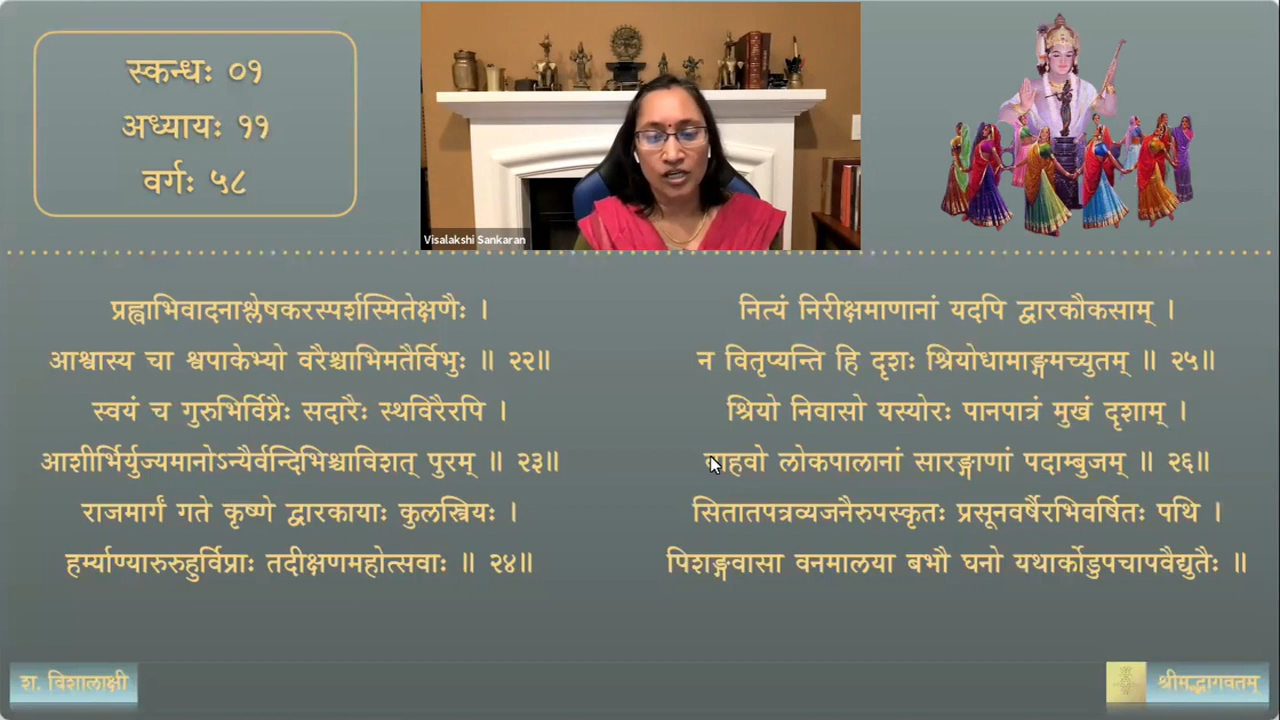 स्कन्धः ०१
अध्यायः ११
वर्गः ५८
Visalakshi Sankaran
प्रह्वाभिवादनाश्लेषकरस्पर्शस्मितेक्षणैः ।
आश्वास्य चा श्वपाकेभ्यो वरैश्चाभिमतैर्विभुः ॥ २२॥
स्वयं च गुरुभिर्विप्रैः सदारैः स्थविरैरपि ।
आशीर्भिर्युज्यमानोऽन्यैर्वन्दिभिश्चाविशत् पुरम् ॥ २३॥
राजमार्गं गते कृष्णे द्वारकायाः कुलस्त्रियः ।
हर्म्याण्यारुरुहुर्विप्राः तदीक्षणमहोत्सवाः ॥ २४॥
नित्यं निरीक्षमाणानां यदपि द्वारकौकसाम् ।
न वितृप्यन्ति हि दृशः श्रियोधामाङ्गमच्युतम् ॥ २५॥
श्रियो निवासो यस्योरः पानपात्रं मुखं दृशाम् ।
बाहवो लोकपालानां सारङ्गाणां पदाम्बुजम् ॥ २६॥
सितातपत्रव्यजनैरुपस्कृतः प्रसूनवर्षैरभिवर्षितः पथि ।
पिशङ्गवासा वनमालया बभौ घनो यथार्कोडुपचापवैद्युतैः ॥
श. विशालाक्षी
श्रीमद्भागवतम्